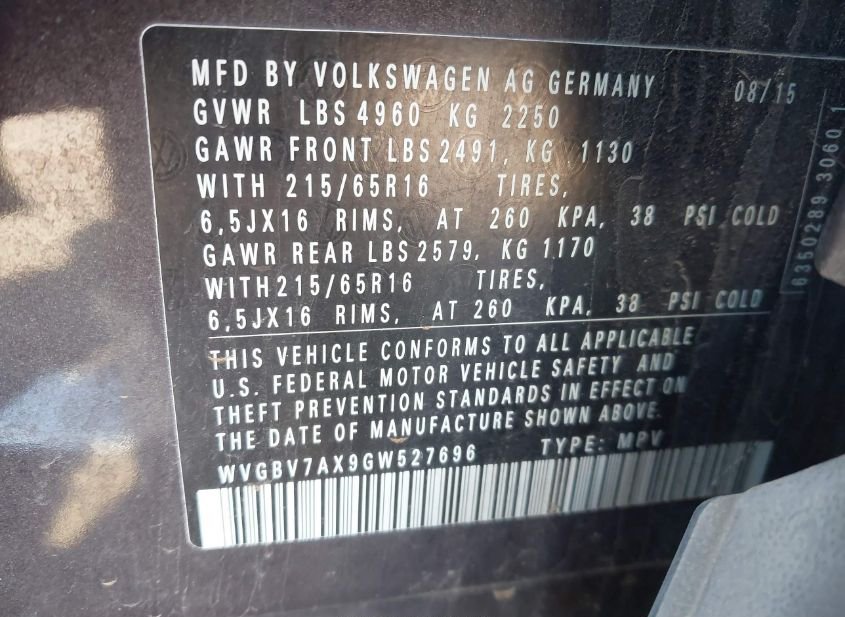 MFD BY VOLKSWAGEN AG GERMANY 08/15
GVWR LBS 4960 KG 2250
GAWR FRONT LBS 2491, KG 1130
WITH 215/65R16 TIRES,
6,5JX16 RIMS, AT 260 KPA, 38 PSI COLD
GAWR REAR LBS 2579, KG 1170
WITH 215/65R16 TIRES,
6,5JX16 RIMS, AT 260 KPA, 38 PSI COLD
THIS VEHICLE CONFORMS TO ALL APPLICABLE
U.S. FEDERAL MOTOR VEHICLE SAFETY AND
THEFT PREVENTION STANDARDS IN EFFECT ON
THE DATE OF MANUFACTURE SHOWN ABOVE.
WVGBV7AX9GW527696 TYPE: MPV
6350289 3060 1